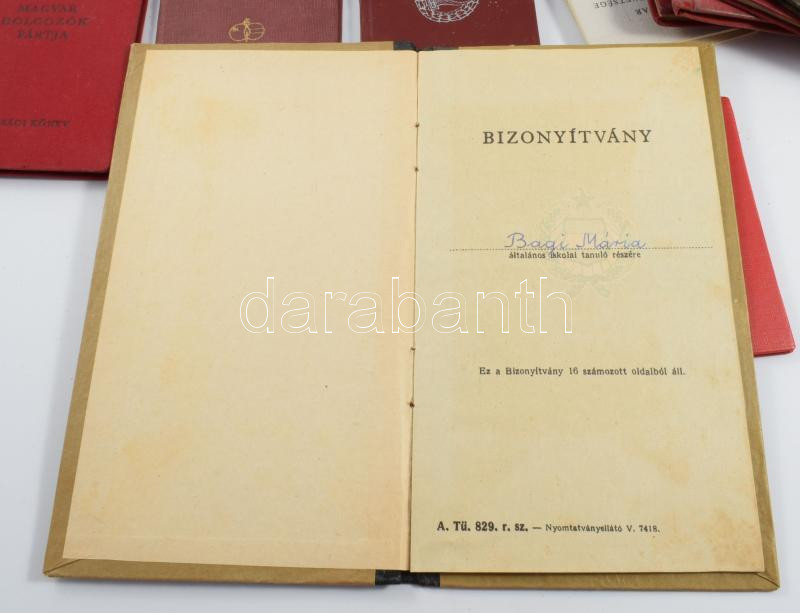 MAGYAR
DOLGOZÓK
PÁRTJA
BIZONYÍTVÁNY
Bagi Mária
általános iskolai tanuló részére
darabanth
Ez a Bizonyítvány 16 számozott oldalból áll.
A. Tü. 829. r. sz. — Nyomtatványellátó V. 7418.